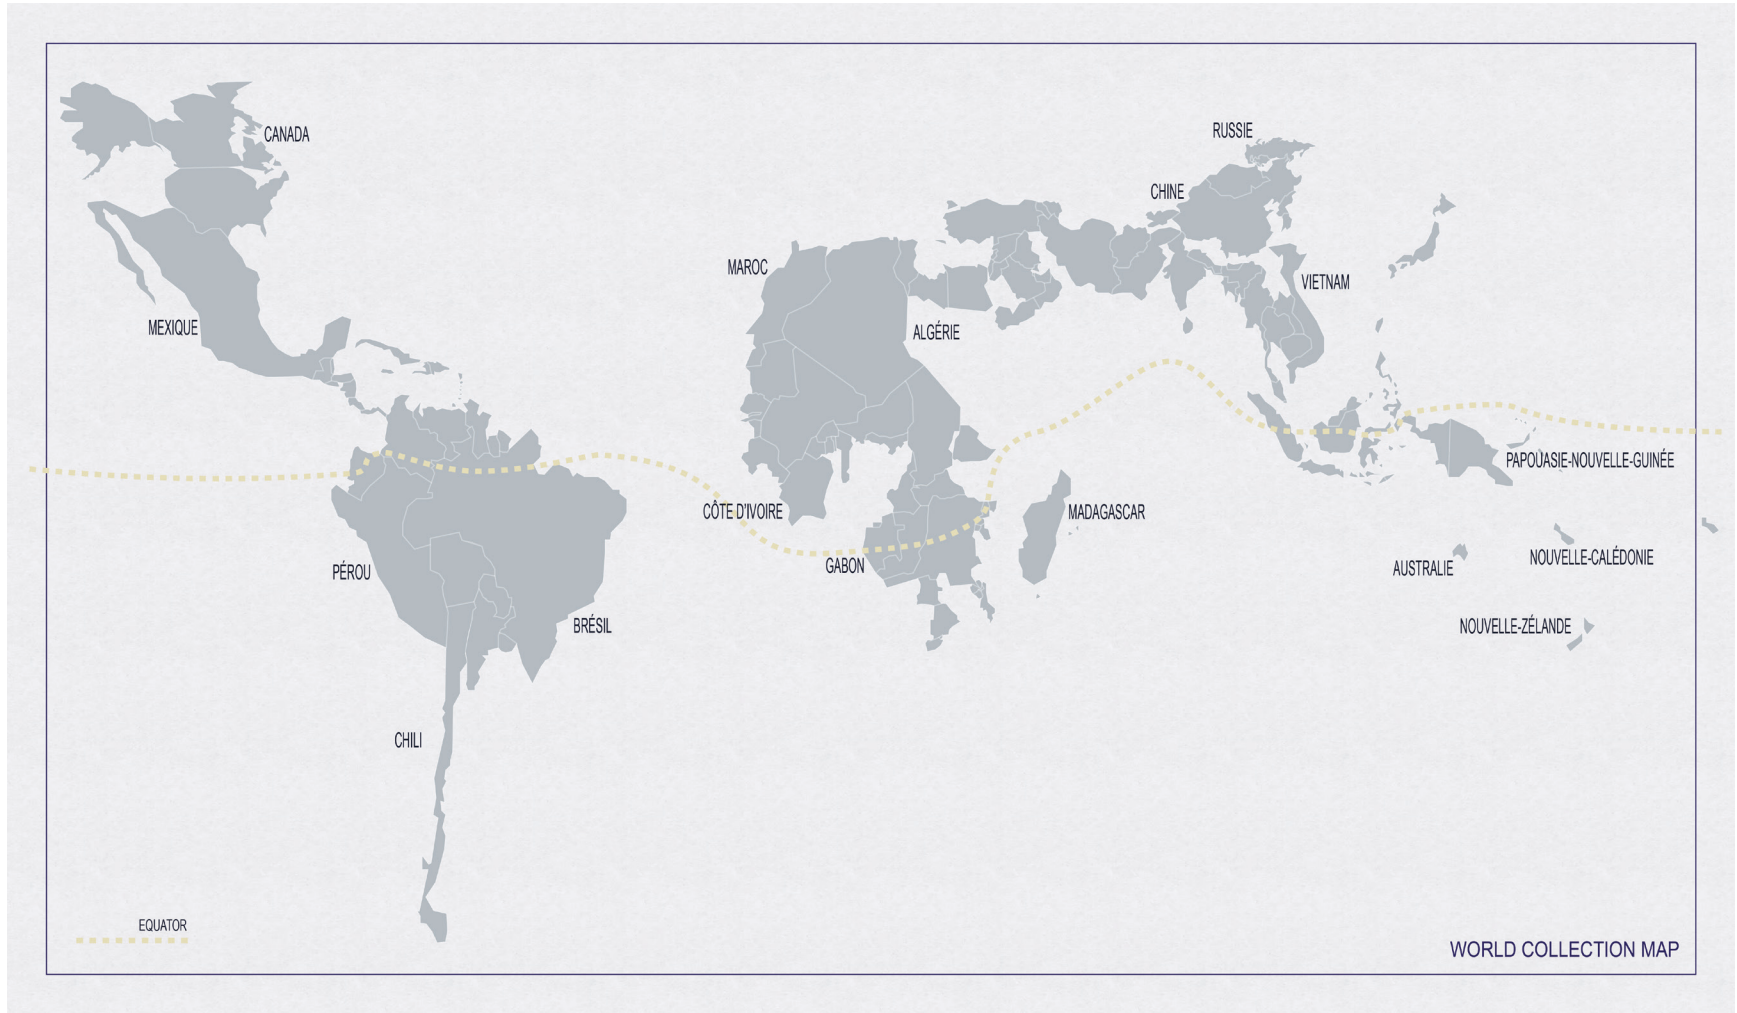 RUSSIE
CANADA
CHINE
MAROC
VIETNAM
MEXIQUE
ALGÉRIE
PAPOÙASIE-NOUVELLE-GUINÉE
CÔTE D'IVOIRE
MADAGASCAR
NOUVELLE-CALÉDONIE
GABON
AUSTRALIE
PÉROU
BRÉSIL
NOUVELLE-ZÉLANDE
CHILI
EQUATOR
WORLD COLLECTION MAP